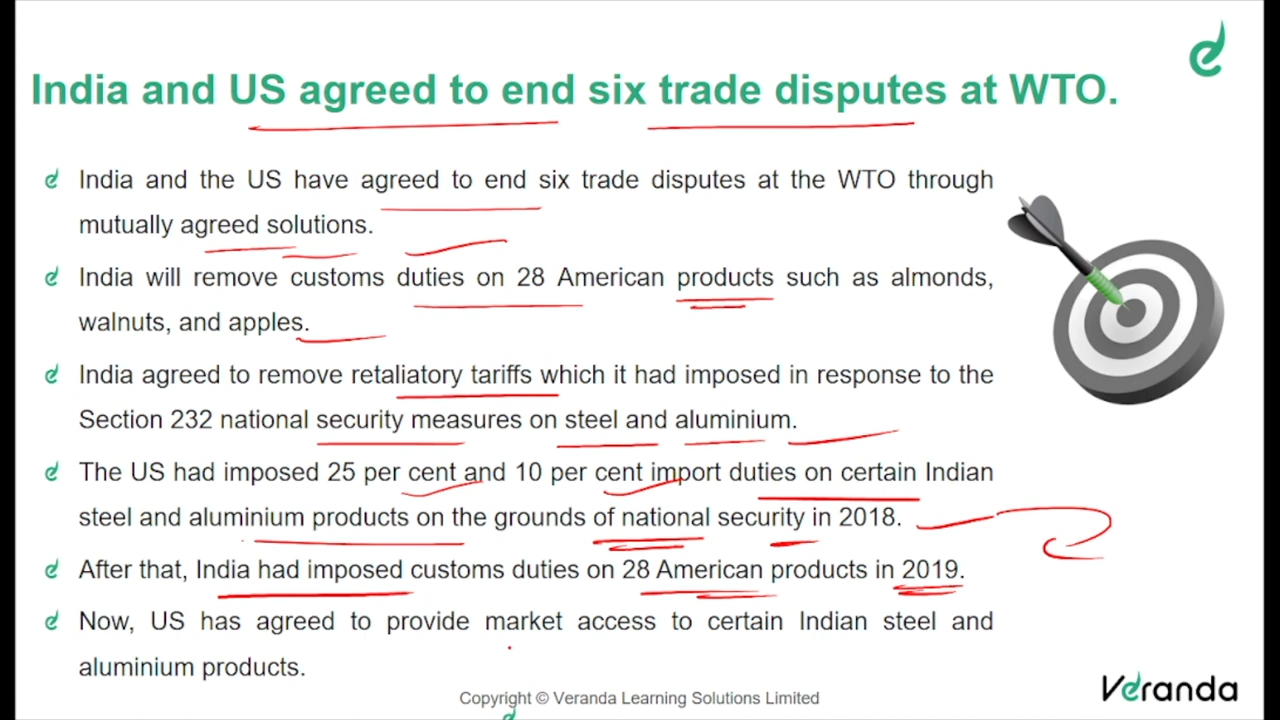 India and US agreed to end six trade disputes at WTO.
India and the US have agreed to end six trade disputes at the WTO through
mutually agreed solutions.
India will remove customs duties on 28 American products such as almonds,
walnuts, and apples.
India agreed to remove retaliatory tariffs which it had imposed in response to the
Section 232 national security measures on steel and aluminium.
The US had imposed 25 per cent and 10 per cent import duties on certain Indian
steel and aluminium products on the grounds of national security in 2018.
After that, India had imposed customs duties on 28 American products in 2019.
Now, US has agreed to provide market access to certain Indian steel and
aluminium products.
Copyright © Veranda Learning Solutions Limited
Veranda